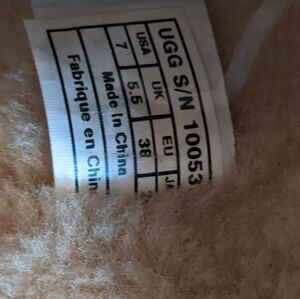 UGG S/N 10053
USA UK EU
7 5.5 38
Made In China
Fabrique en Chin